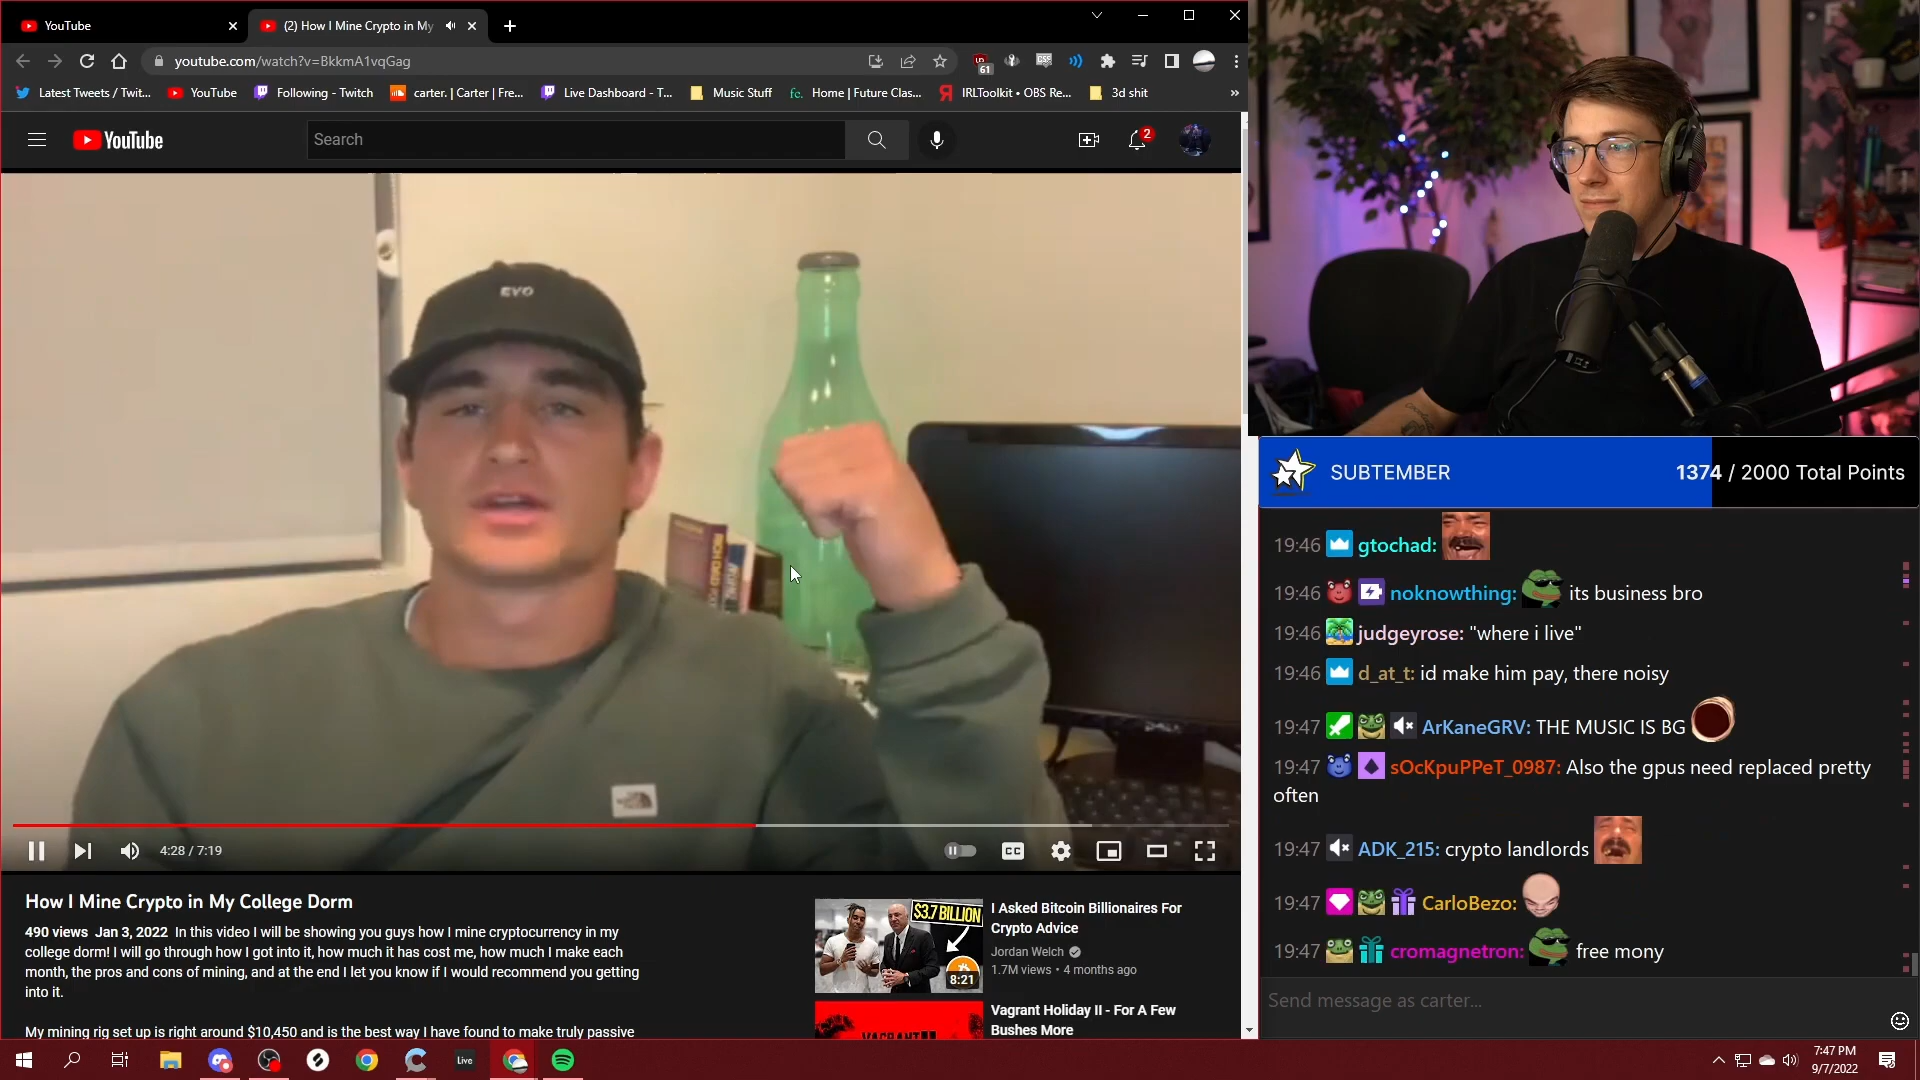 YouTube
(2) How I Mine Crypto in My
youtube.com/watch?v=BkkmA1vqGag
61
Latest Tweets / Twit...
YouTube
Following - Twitch
carter. | Carter | Fre...
Live Dashboard - T...
Music Stuff
fc. Home | Future Clas...
IRLToolkit • OBS Re...
3d shit
»
YouTube
Search
2
EVO
4:28 / 7:19
CC
How I Mine Crypto in My College Dorm
490 views Jan 3, 2022 In this video I will be showing you guys how I mine cryptocurrency in my
college dorm! I will go through how I got into it, how much it has cost me, how much I make each
month, the pros and cons of mining, and at the end I let you know if I would recommend you getting
into it.
My mining rig set up is right around $10,450 and is the best way I have found to make truly passive
$3.7 BILLION
8:21
I Asked Bitcoin Billionaires For
Crypto Advice
Jordan Welch
1.7M views • 4 months ago
Vagrant Holiday II - For A Few
Bushes More
SUBTEMBER
1374 / 2000 Total Points
19:46 gtochad:
19:46 noknowthing: its business bro
19:46 judgeyrose: "where i live"
19:46 d_at_t: id make him pay, there noisy
19:47 ArKaneGRV: THE MUSIC IS BG
19:47 sOcKpuPPeT_0987: Also the gpus need replaced pretty
often
19:47 ADK_215: crypto landlords
19:47 CarloBezo:
19:47 cromagnetron: free mony
Send message as carter...
Live
7:47 PM
9/7/2022